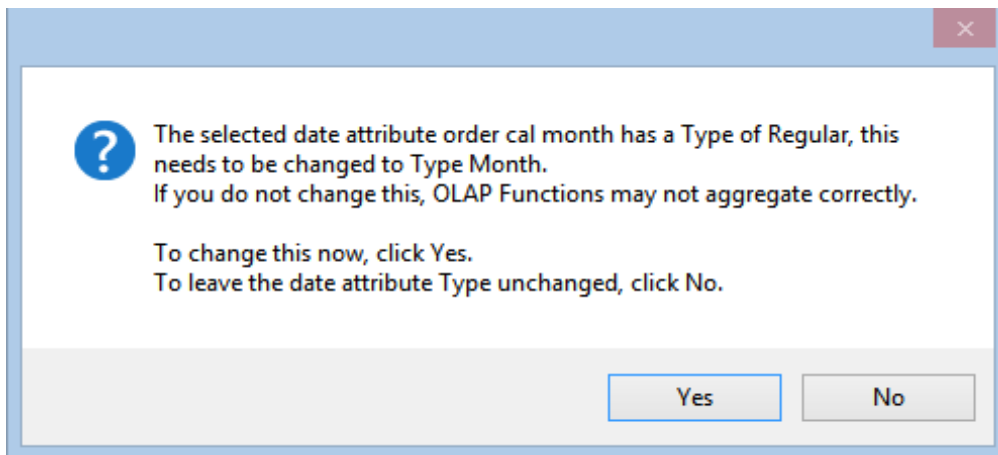 The selected date attribute order cal month has a Type of Regular, this
needs to be changed to Type Month.
If you do not change this, OLAP Functions may not aggregate correctly.
To change this now, click Yes.
To leave the date attribute Type unchanged, click No.
Yes
No